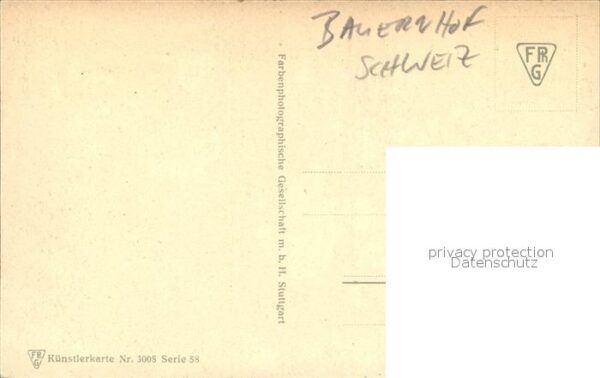 BAUERNHOF
SCHWEIZ
FRG
· Farbenphotographische Gesellschaft m. b. H. Stuttgart
privacy protection
Datenschutz
FRG Künstlerkarte Nr. 3008 Serie 58